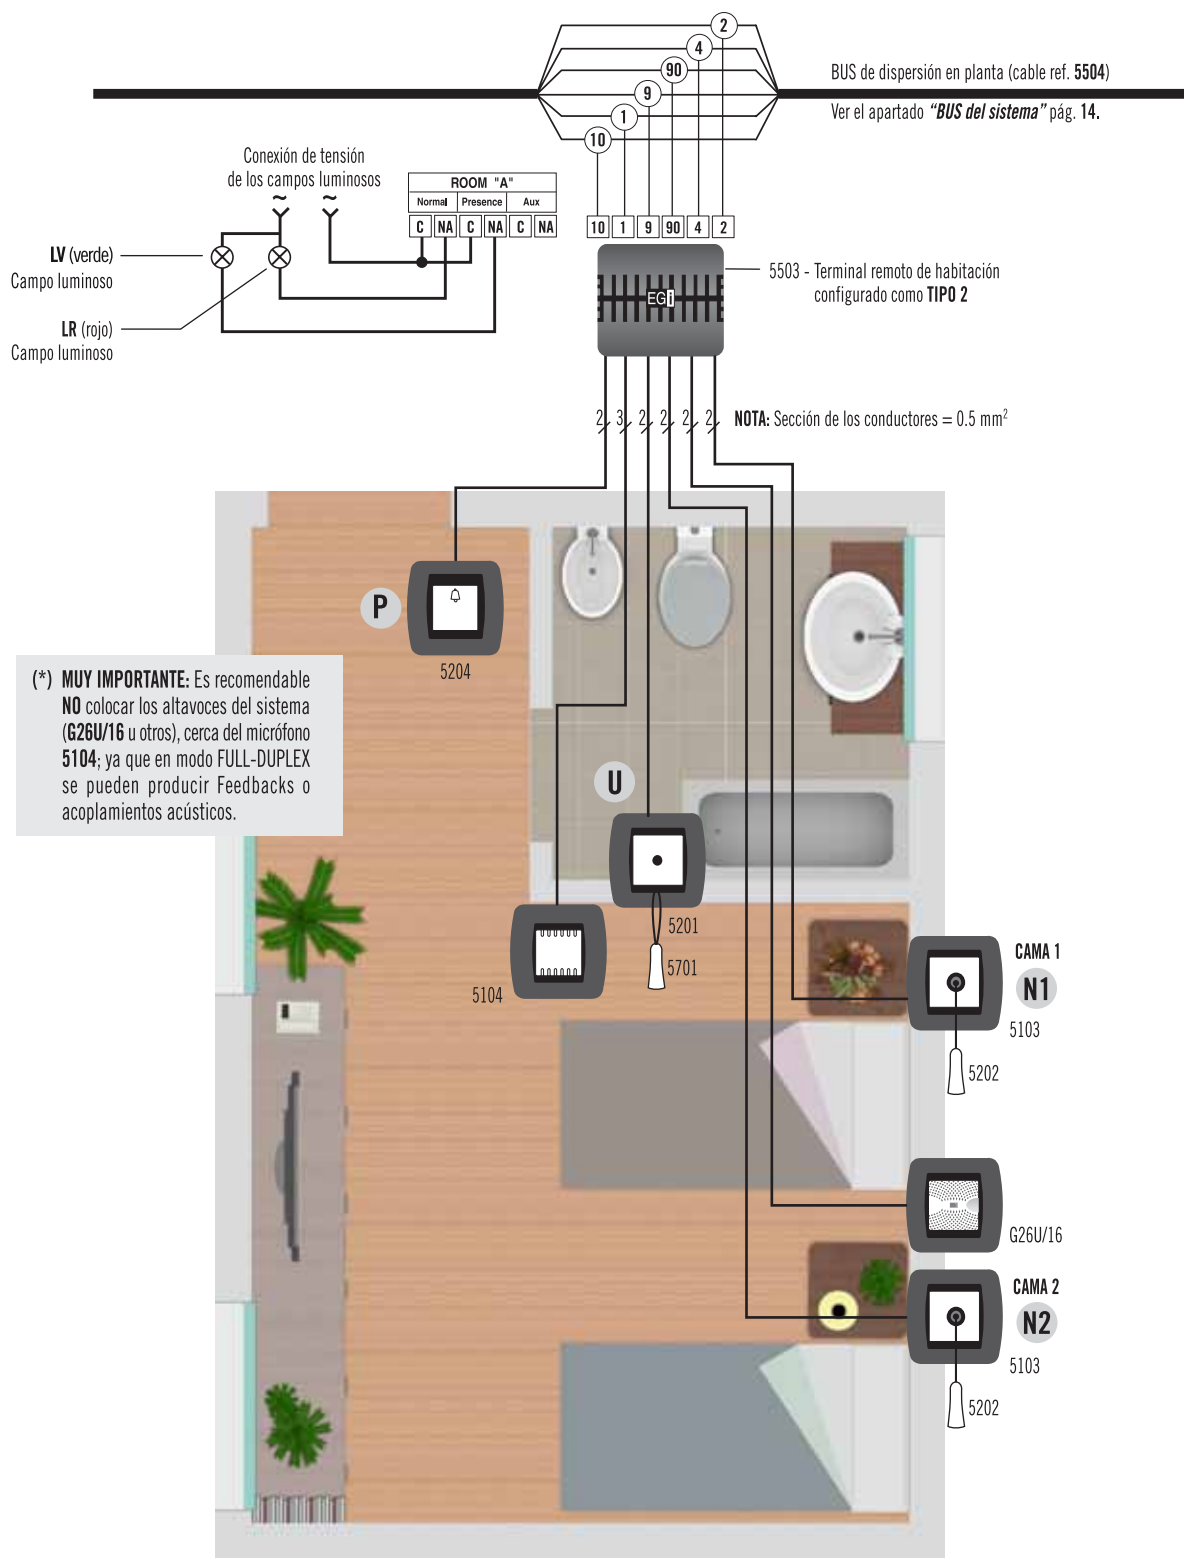 2
4
90
9
1
10
BUS de dispersión en planta (cable ref. 5504)
Ver el apartado "BUS del sistema" pág. 14.
Conexión de tensión
de los campos luminosos
~ ~
ROOM "A"
Normal Presence Aux
C NA C NA C NA
10 1 9 90 4 2
LV (verde)
Campo luminoso
LR (rojo)
Campo luminoso
EGi
5503 - Terminal remoto de habitación
configurado como TIPO 2
2 3 2 2 2 2
NOTA: Sección de los conductores = 0.5 mm²
P
5204
(*) MUY IMPORTANTE: Es recomendable
NO colocar los altavoces del sistema
(G26U/16 u otros), cerca del micrófono
5104; ya que en modo FULL-DUPLEX
se pueden producir Feedbacks o
acoplamientos acústicos.
U
5201
5701
5104
CAMA 1
N1
5103
5202
G26U/16
CAMA 2
N2
5103
5202